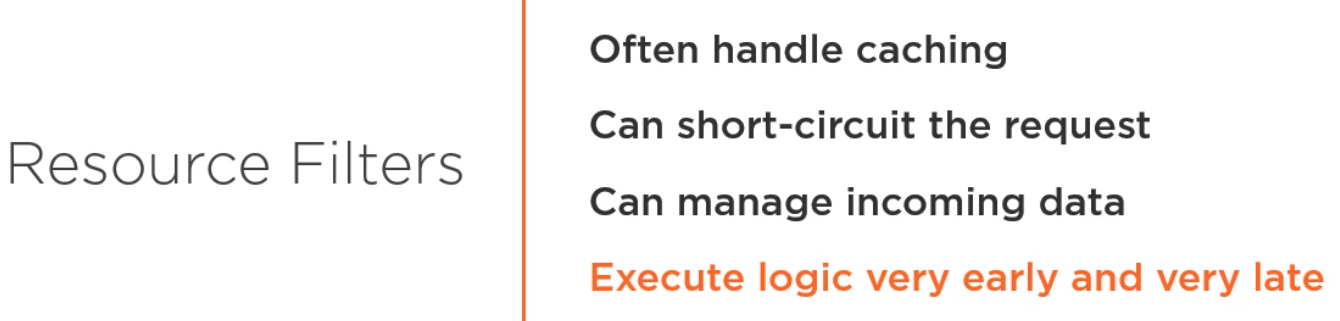 Resource Filters
Often handle caching
Can short-circuit the request
Can manage incoming data
Execute logic very early and very late